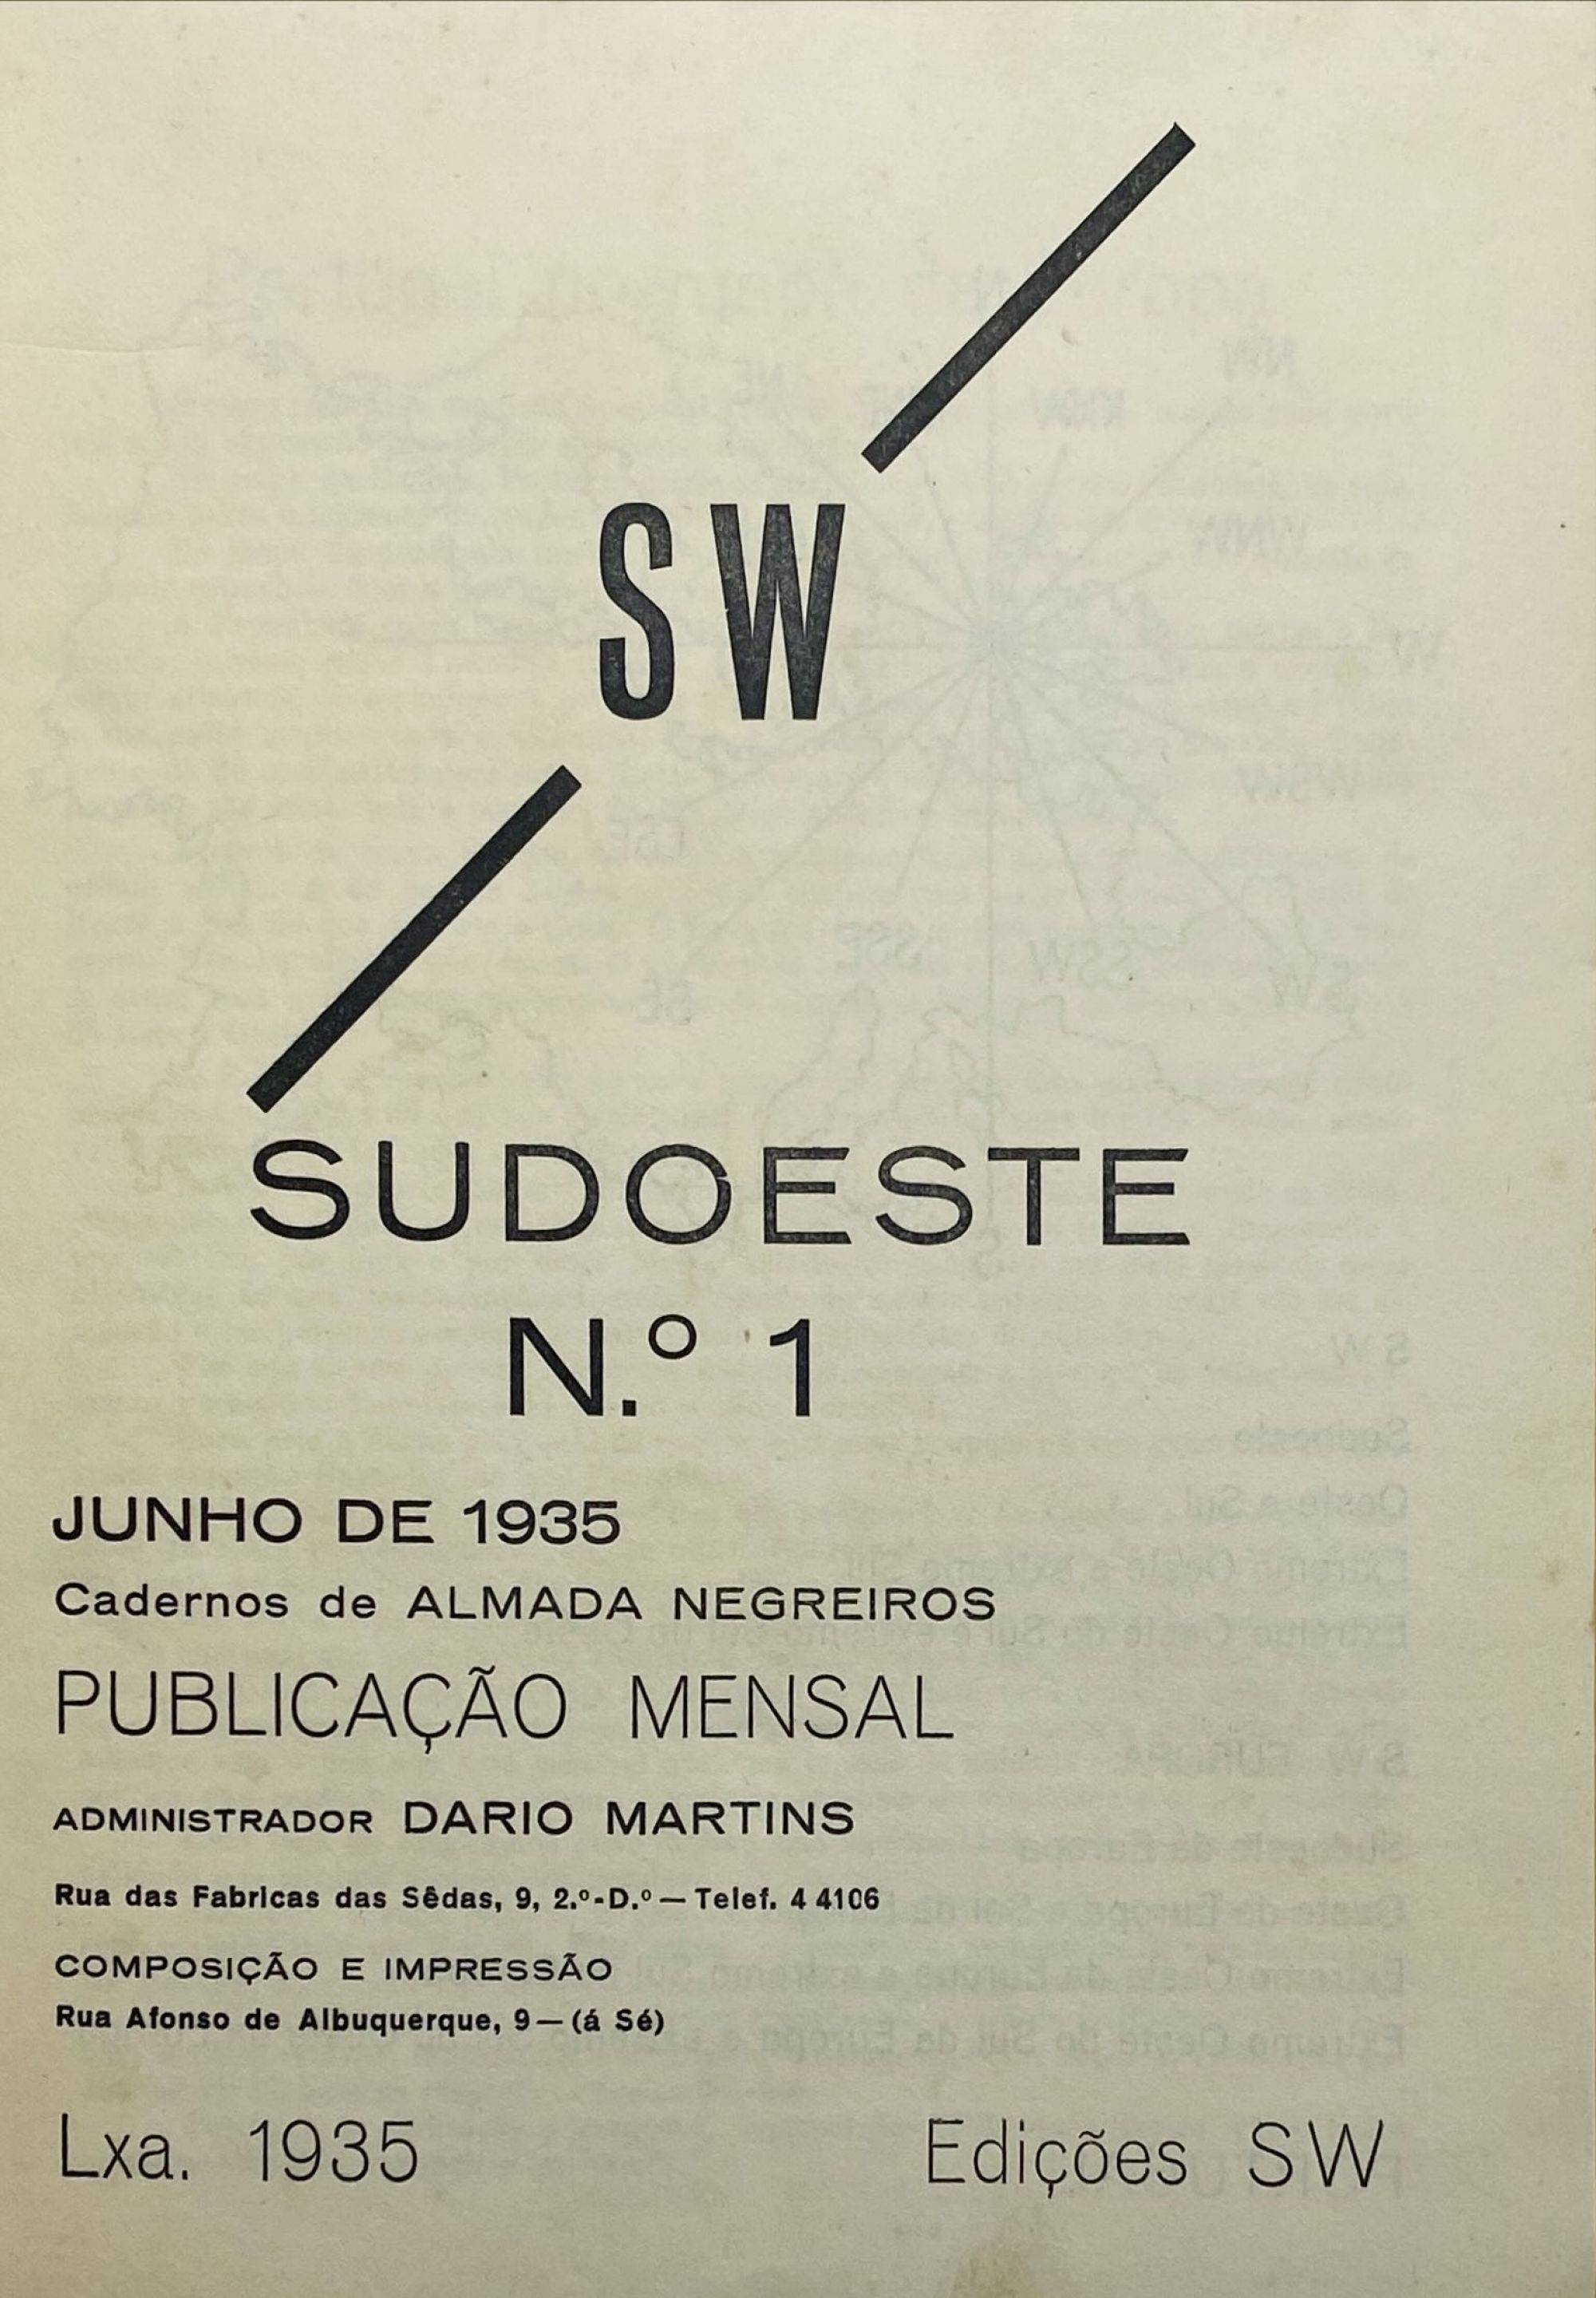 SW
SUDOESTE
N.º 1
JUNHO DE 1935
Cadernos de ALMADA NEGREIROS
PUBLICAÇÃO MENSAL
ADMINISTRADOR DARIO MARTINS
Rua das Fabricas das Sêdas, 9, 2.º-D.º — Telef. 4 4106
COMPOSIÇÃO E IMPRESSÃO
Rua Afonso de Albuquerque, 9 — (á Sé)
Lxa. 1935 Edições SW